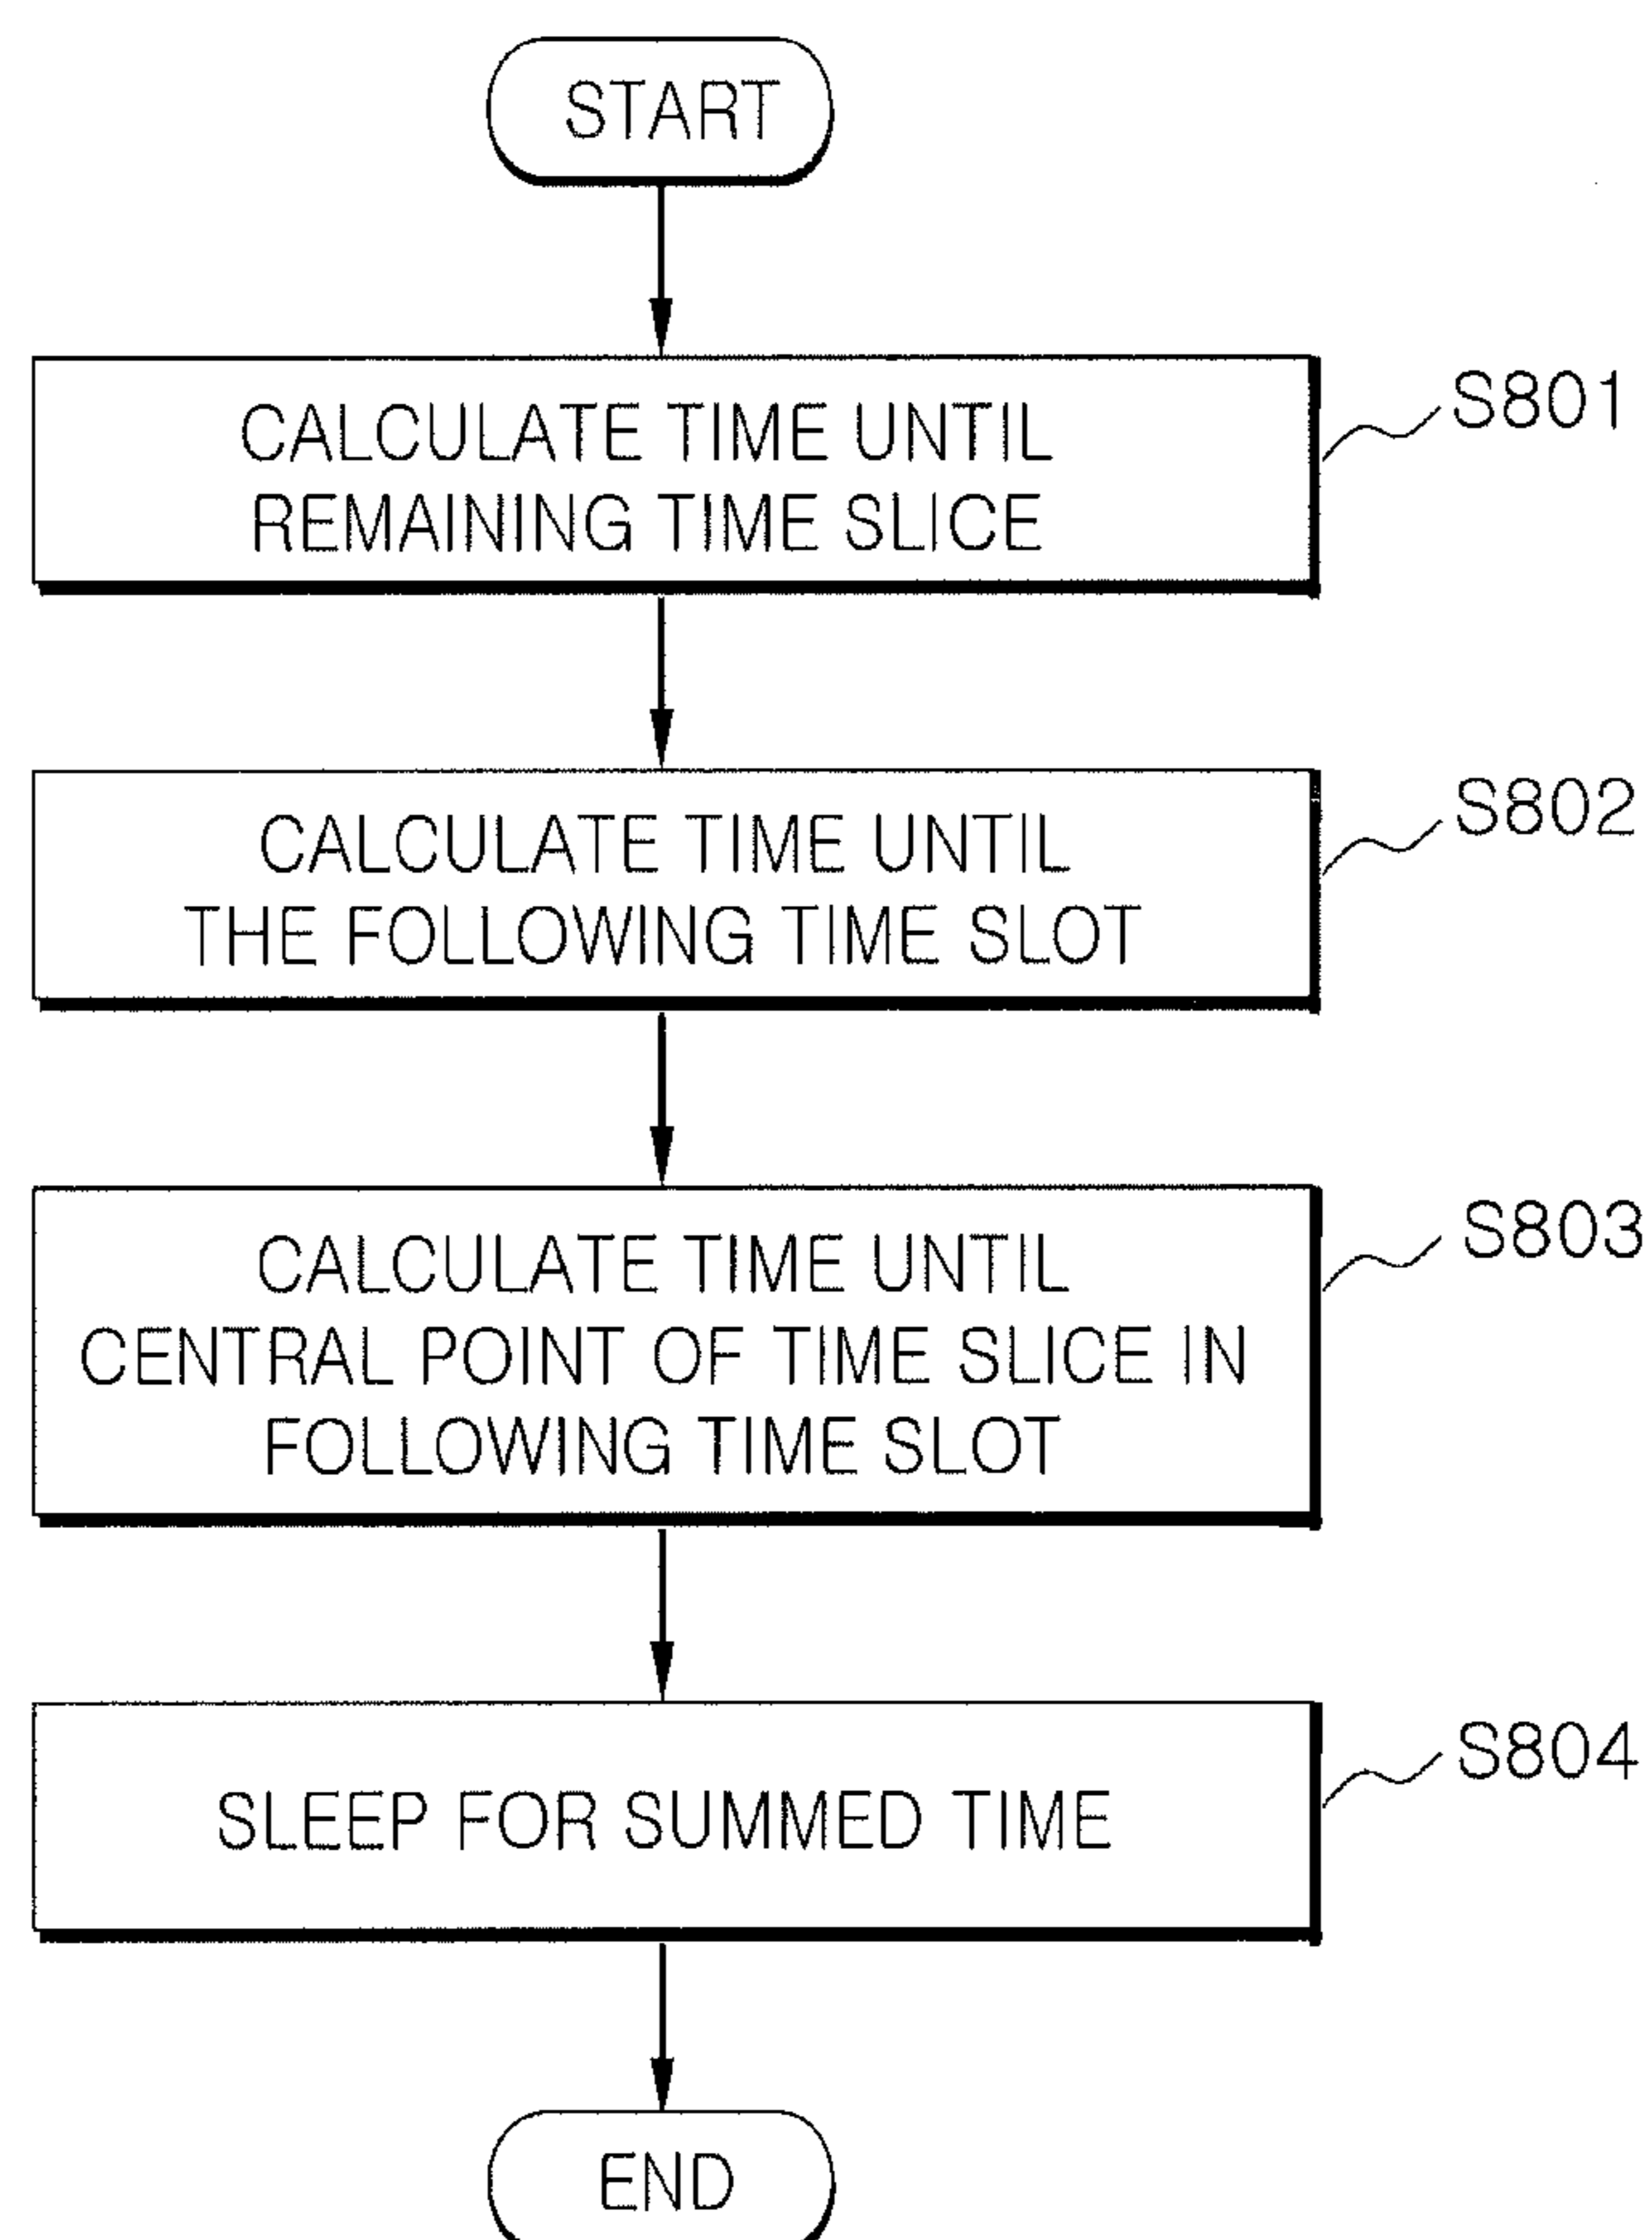 START
CALCULATE TIME UNTIL
REMAINING TIME SLICE
S801
CALCULATE TIME UNTIL
THE FOLLOWING TIME SLOT
S802
CALCULATE TIME UNTIL
CENTRAL POINT OF TIME SLICE IN
FOLLOWING TIME SLOT
S803
SLEEP FOR SUMMED TIME
S804
END